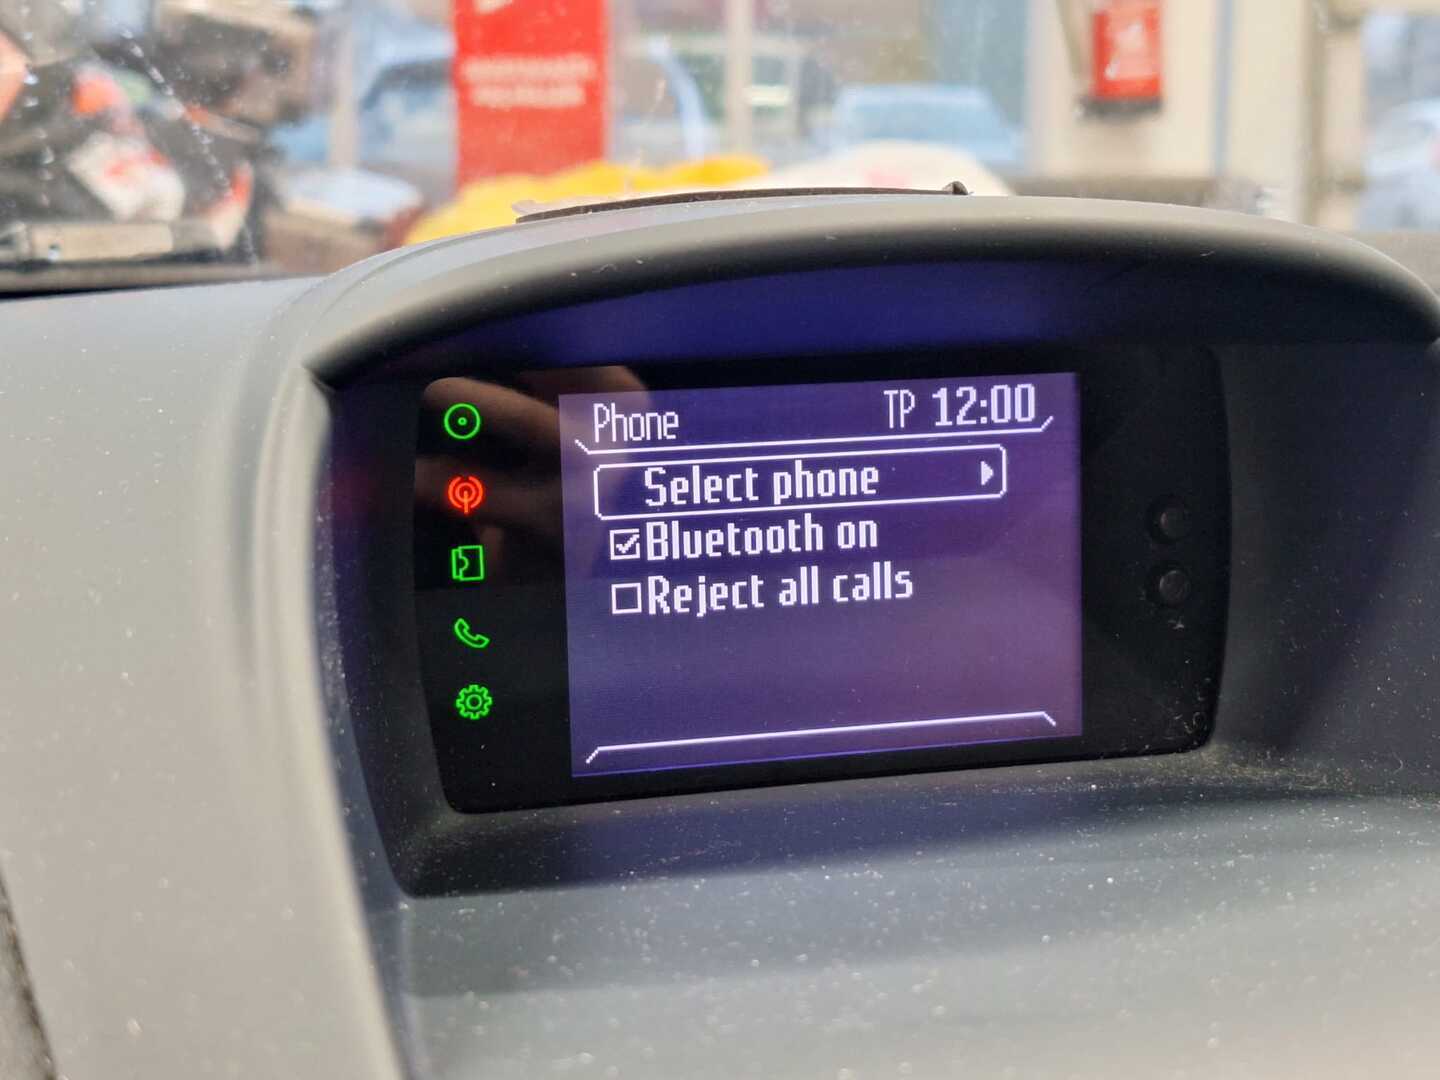 Phone TP 12:00
Select phone
Bluetooth on
Reject all calls